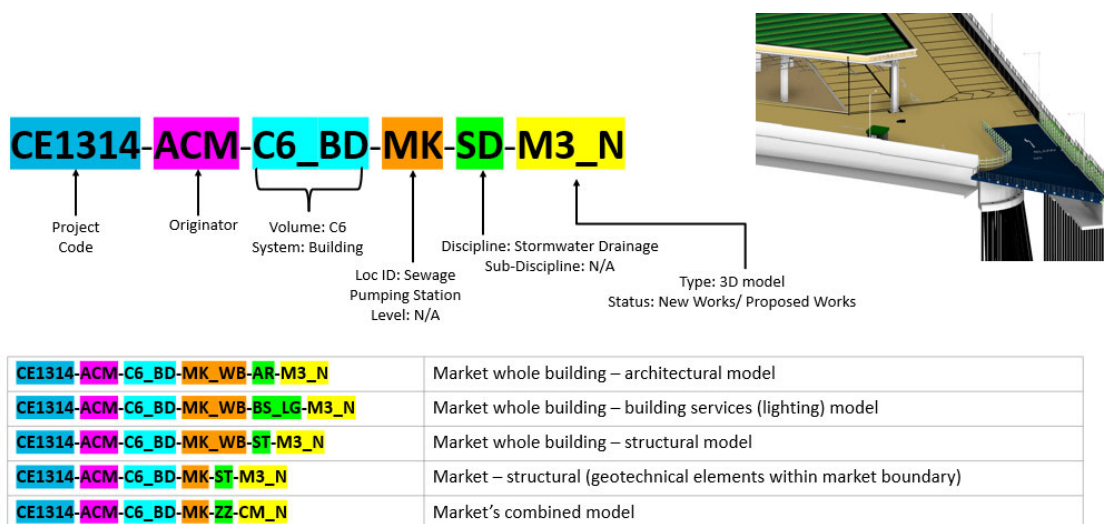 CE1314-ACM-C6_BD-MK-SD-M3_N
Project
Code
Originator
Volume: C6
System: Building
Loc ID: Sewage
Pumping Station
Level: N/A
Discipline: Stormwater Drainage
Sub-Discipline: N/A
Type: 3D model
Status: New Works/ Proposed Works
CE1314-ACM-C6_BD-MK_WB-AR-M3_N Market whole building – architectural model
CE1314-ACM-C6_BD-MK_WB-BS_LG-M3_N Market whole building – building services (lighting) model
CE1314-ACM-C6_BD-MK_WB-ST-M3_N Market whole building – structural model
CE1314-ACM-C6_BD-MK-ST-M3_N Market – structural (geotechnical elements within market boundary)
CE1314-ACM-C6_BD-MK-ZZ-CM_N Market's combined model